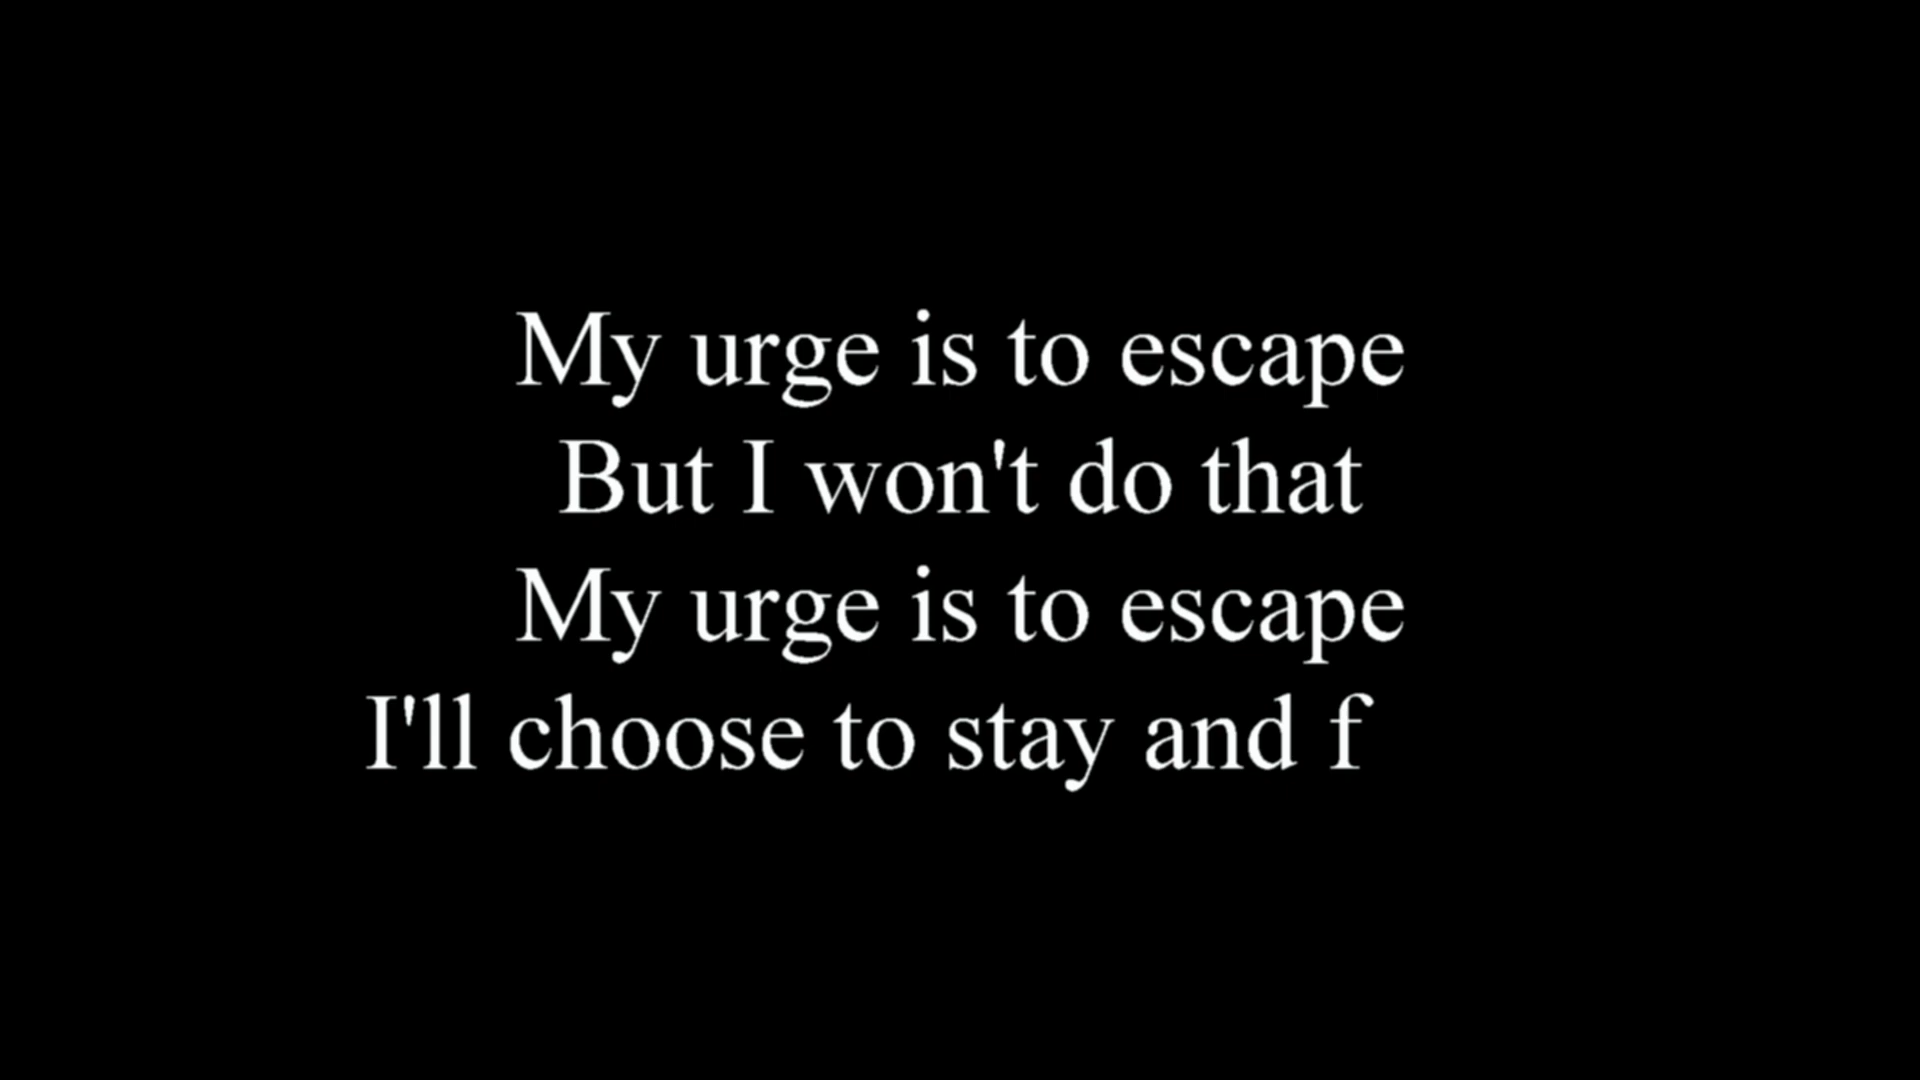 My urge is to escape
But I won't do that
My urge is to escape
I'll choose to stay and f